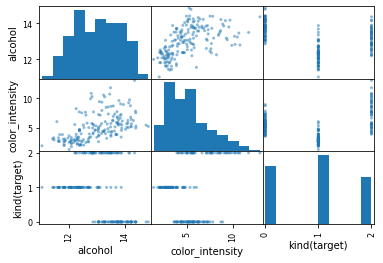 alcohol
14
12
color_intensity
10
5
kind(target)
2
1
0
12
14
5
10
0
1
2
alcohol
color_intensity
kind(target)